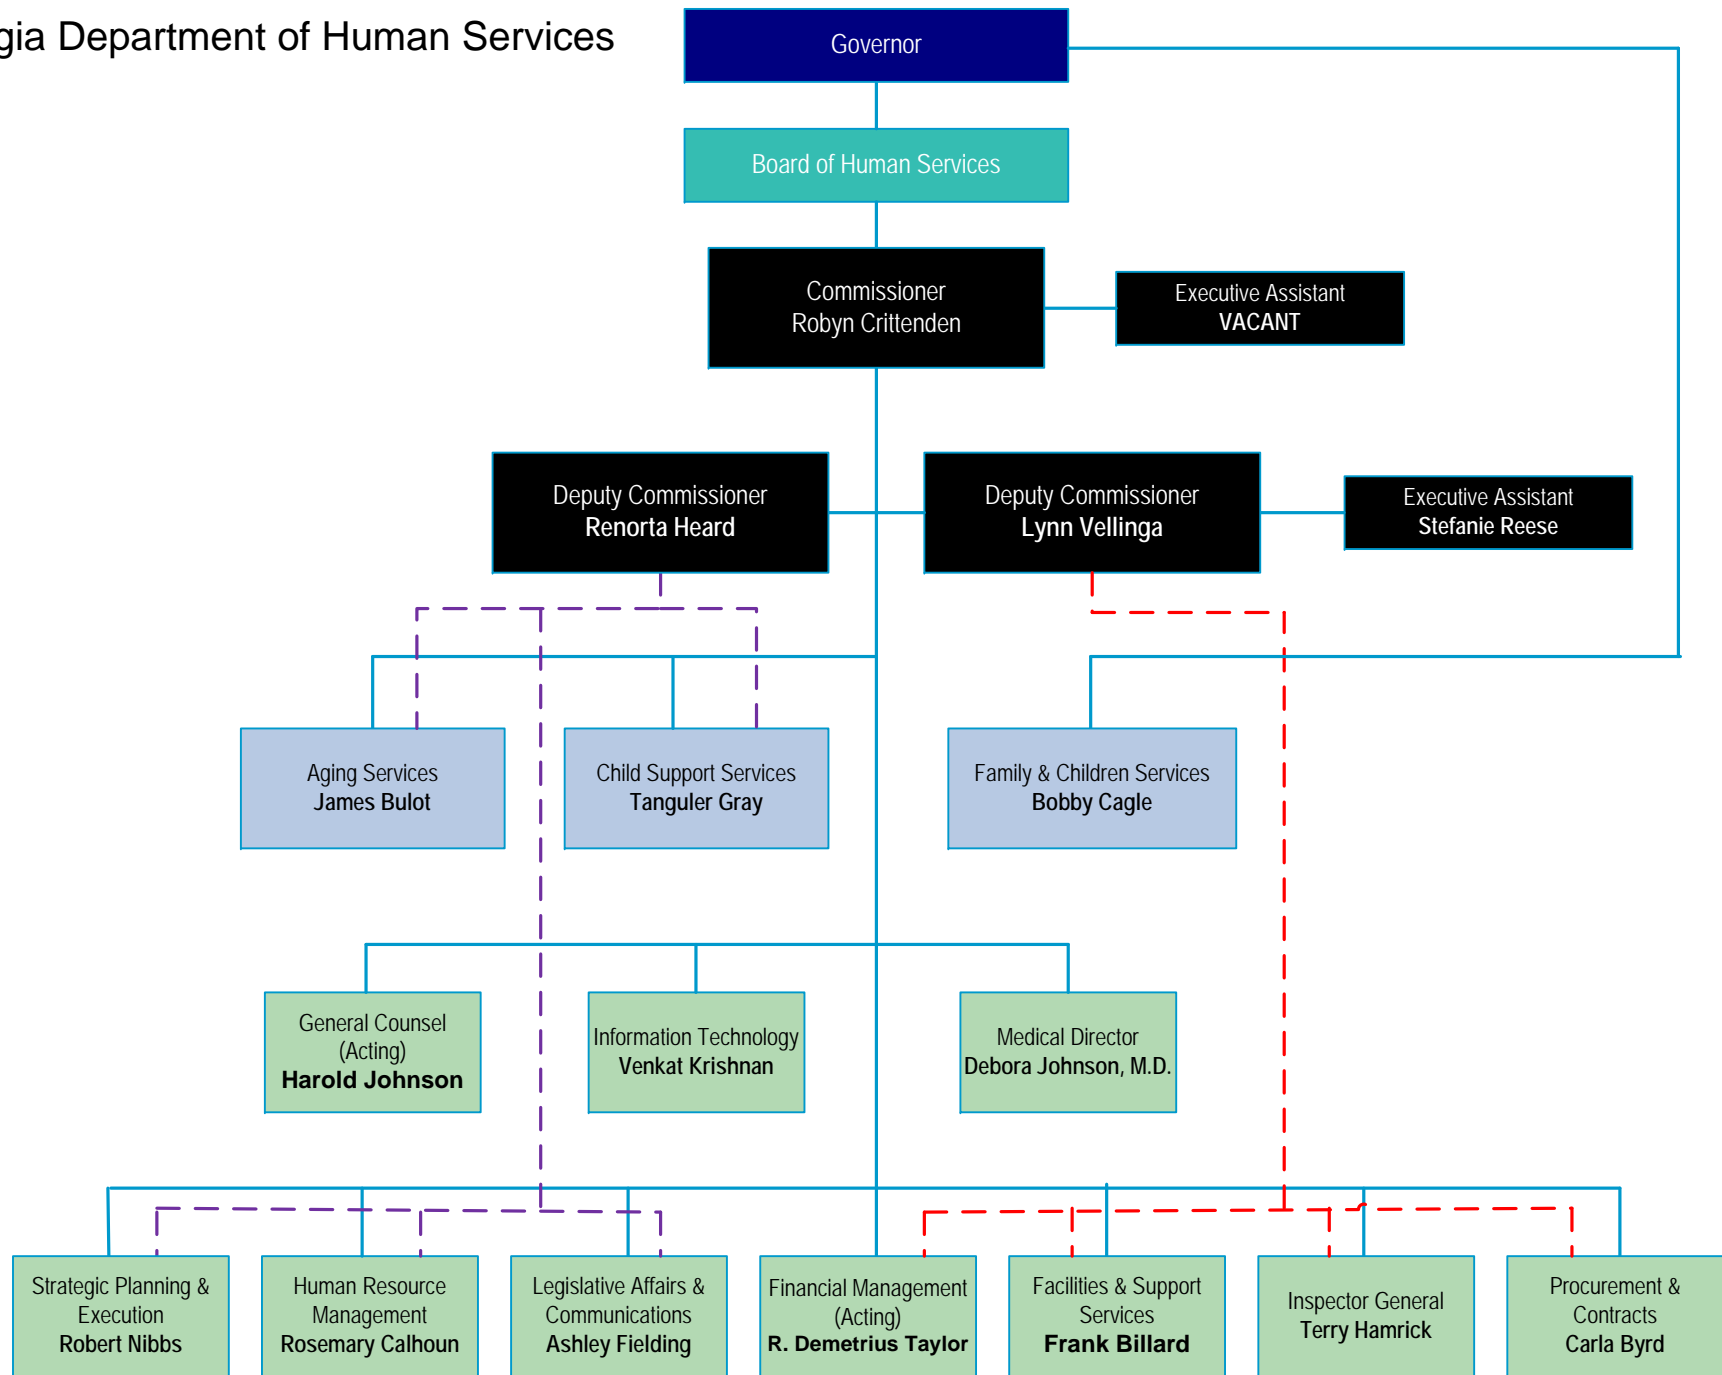 gia Department of Human Services
Governor
Board of Human Services
Commissioner
Robyn Crittenden
Executive Assistant
VACANT
Deputy Commissioner
Renorta Heard
Deputy Commissioner
Lynn Vellinga
Executive Assistant
Stefanie Reese
Aging Services
James Bulot
Child Support Services
Tanguler Gray
Family & Children Services
Bobby Cagle
General Counsel
(Acting)
Harold Johnson
Information Technology
Venkat Krishnan
Medical Director
Debora Johnson, M.D.
Strategic Planning &
Execution
Robert Nibbs
Human Resource
Management
Rosemary Calhoun
Legislative Affairs &
Communications
Ashley Fielding
Financial Management
(Acting)
R. Demetrius Taylor
Facilities & Support
Services
Frank Billard
Inspector General
Terry Hamrick
Procurement &
Contracts
Carla Byrd